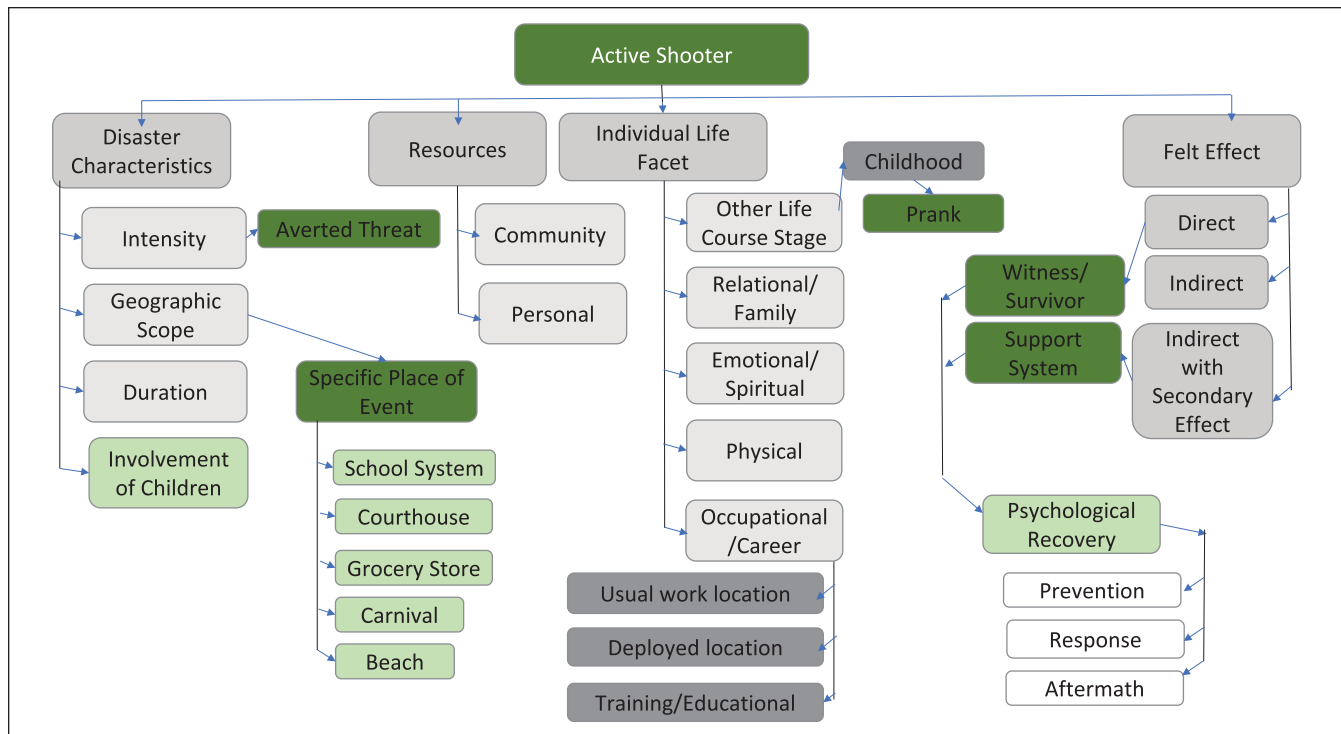 Active Shooter
Disaster
Characteristics
Resources
Individual Life
Facet
Felt Effect
Childhood
Prank
Intensity
Averted Threat
Geographic
Scope
Duration
Involvement
of Children
Specific Place of
Event
School System
Courthouse
Grocery Store
Carnival
Beach
Community
Personal
Other Life
Course Stage
Relational/
Family
Emotional/
Spiritual
Physical
Occupational
/Career
Usual work location
Deployed location
Training/Educational
Direct
Indirect
Indirect
with
Secondary
Effect
Witness/
Survivor
Support
System
Psychological
Recovery
Prevention
Response
Aftermath